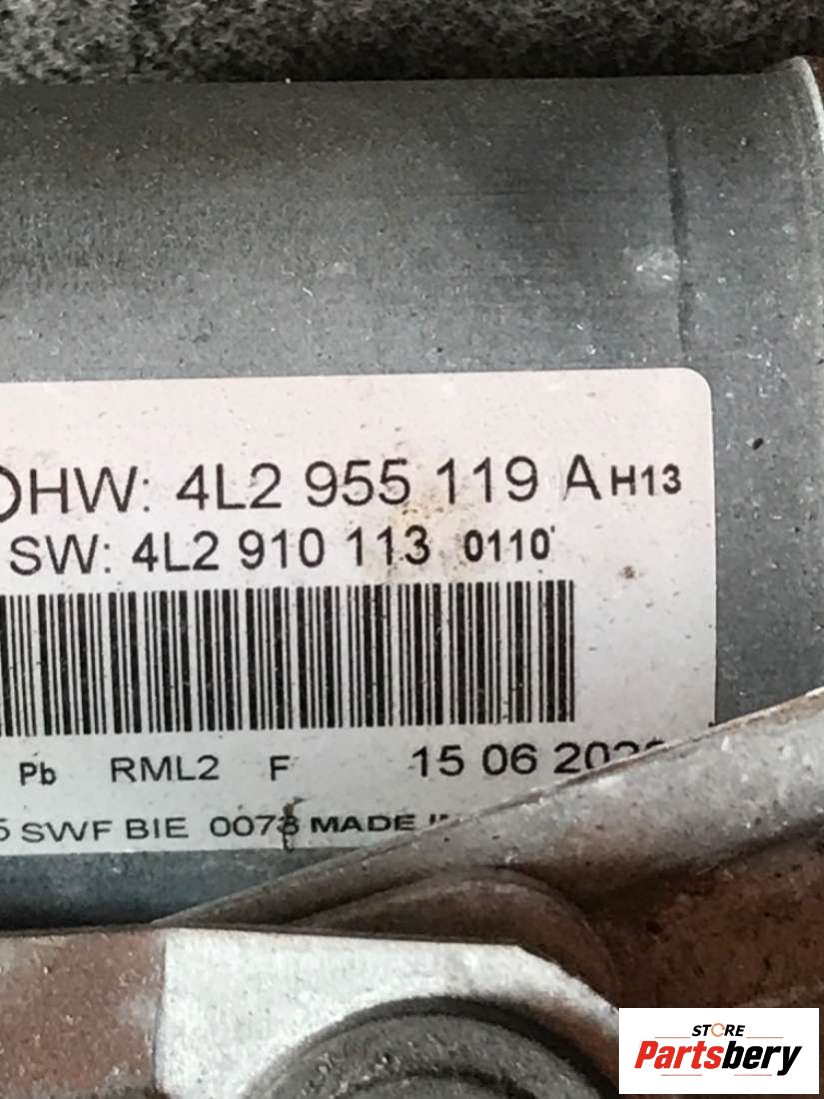 HW: 4L2 955 119 A H13
SW: 4L2 910 113 0110
Pb RML2 F 15 06
SWF BIE MADE
STORE
Partsbery